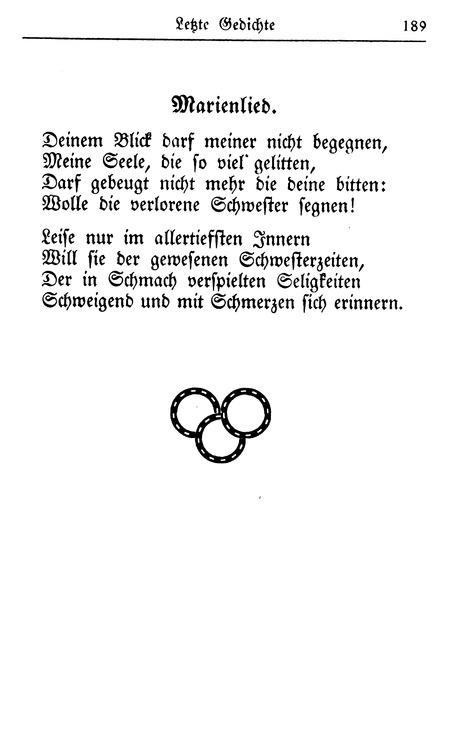 Letzte Gedichte 189
Marienlied.
Deinem Blick darf meiner nicht begegnen,
Meine Seele, die so viel gelitten,
Darf gebeugt nicht mehr die deine bitten:
Wolle die verlorene Schwester segnen!
Leise nur im allertiefsten Innern
Will sie der gewesenen Schwesterzeiten,
Der in Schmach verspielten Seligkeiten
Schweigend und mit Schmerzen sich erinnern.